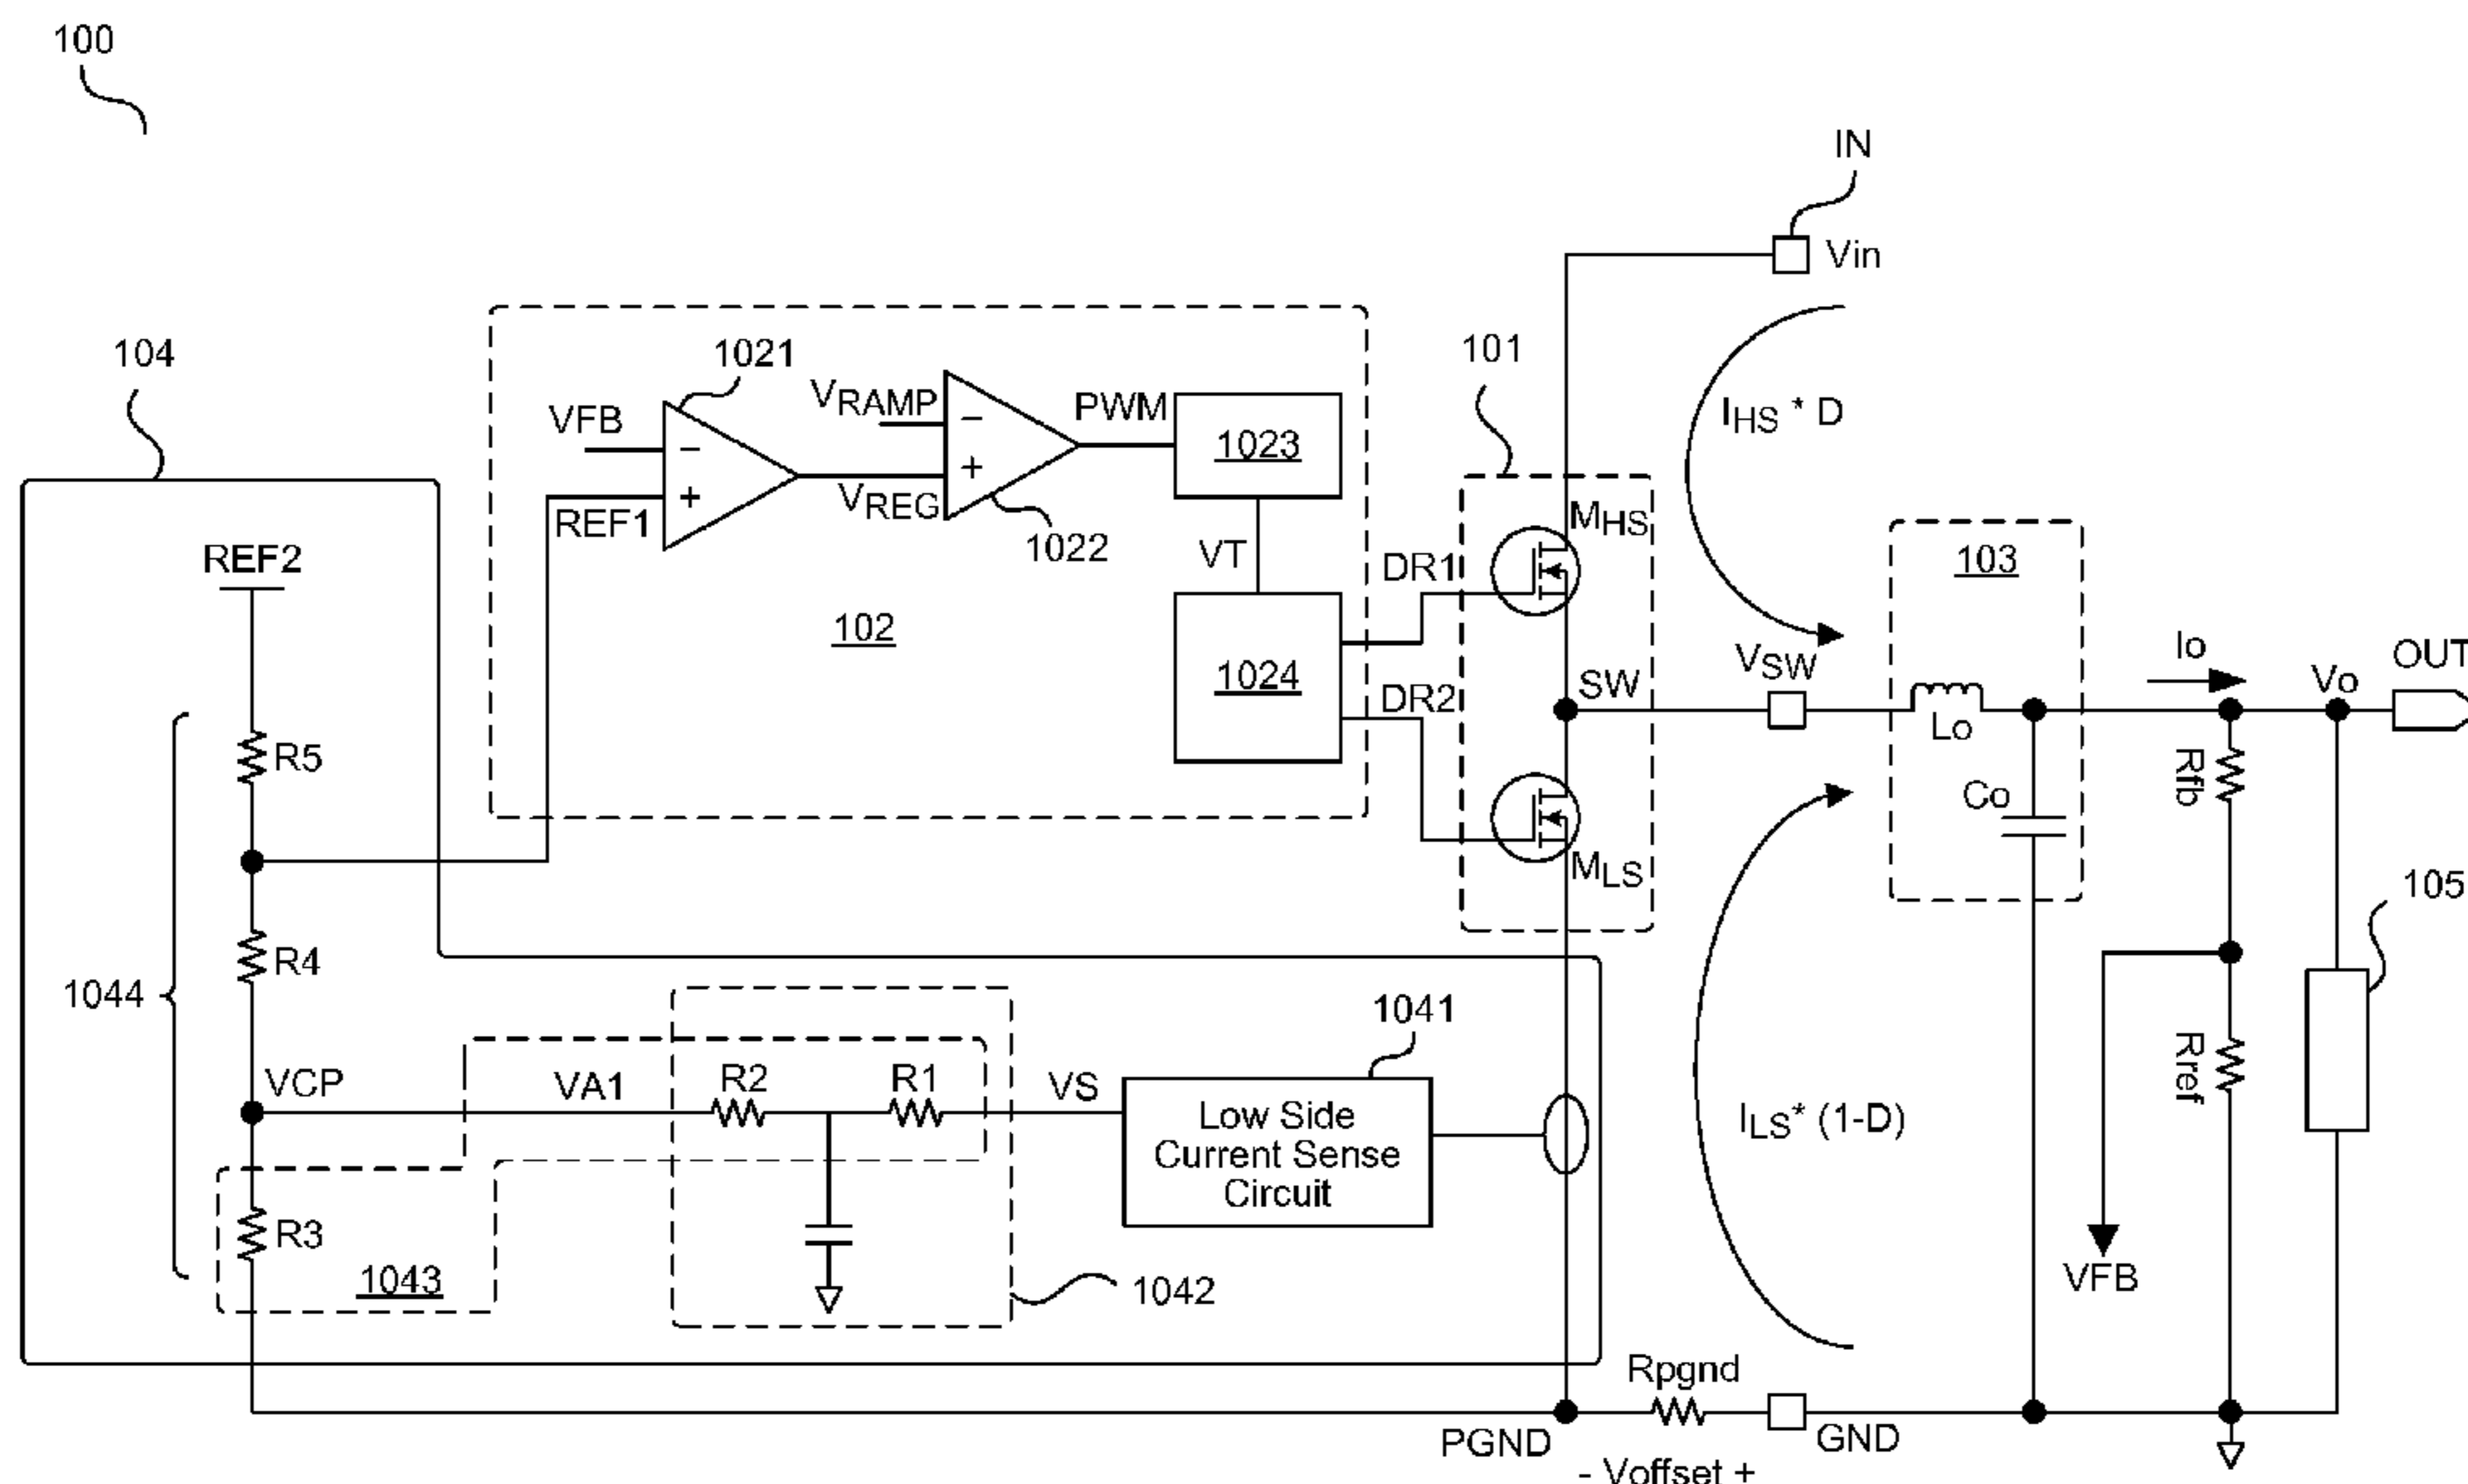 100
IN
Vin
104
1021
101
VFB
VRAMP
PWM
1023
IHS * D
REF1
VREG
1022
MHS
REF2
VT
DR1
103
102
1024
DR2
SW
VSW
Io
Vo
OUT
R5
Lo
Co
Rfb
MLS
105
R4
1044
1041
VCP
VA1
R2
R1
VS
Low Side
Current Sense
Circuit
ILS* (1-D)
Rref
R3
1043
1042
VFB
Rpgnd
PGND
GND
- Voffset +